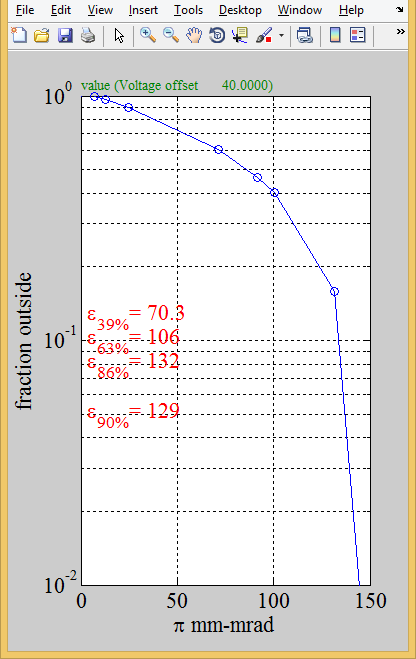 File Edit View Insert Tools Desktop Window Help
value (Voltage offset 40.0000)
10^0
ε39%= 70.3
ε63%= 106
ε86%= 132
ε90%= 129
10^-1
10^-2
fraction outside
0 50 100 150
π mm-mrad